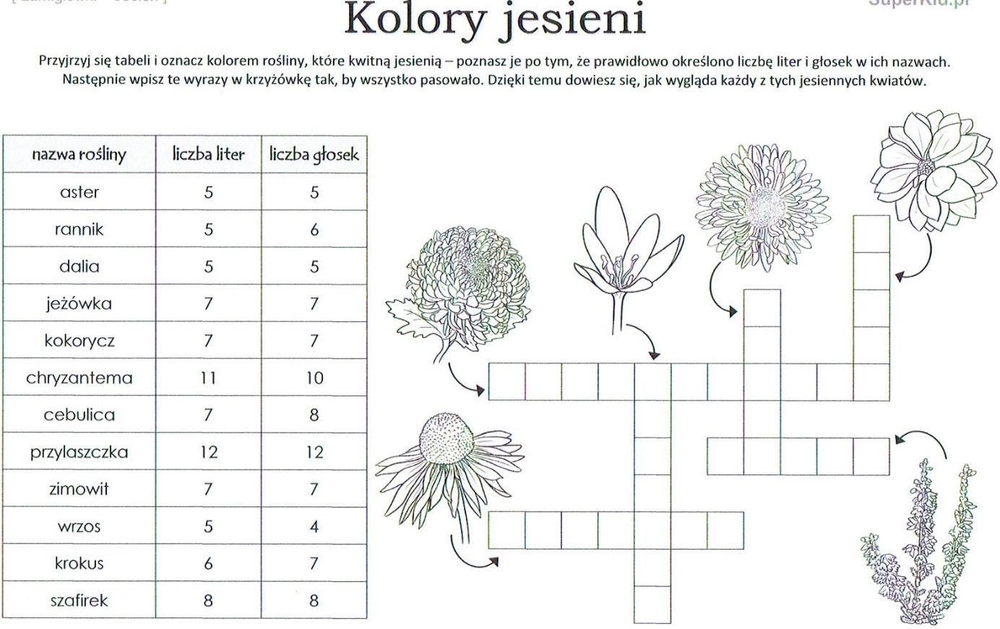 Kolory jesieni
Przyjrzyj się tabeli i oznacz kolorem rośliny, które kwitną jesienią – poznasz je po tym, że prawidłowo określono liczbę liter i głosek w ich nazwach.
Następnie wpisz te wyrazy w krzyżówkę tak, by wszystko pasowało. Dzięki temu dowiesz się, jak wygląda każdy z tych jesiennych kwiatów.
nazwa rośliny liczba liter liczba głosek
aster 5 5
rannik 5 6
dalia 5 5
jeżówka 7 7
kokorycz 7 7
chryzantema 11 10
cebulica 7 8
przylaszczka 12 12
zimowit 7 7
wrzos 5 4
krokus 6 7
szafirek 8 8